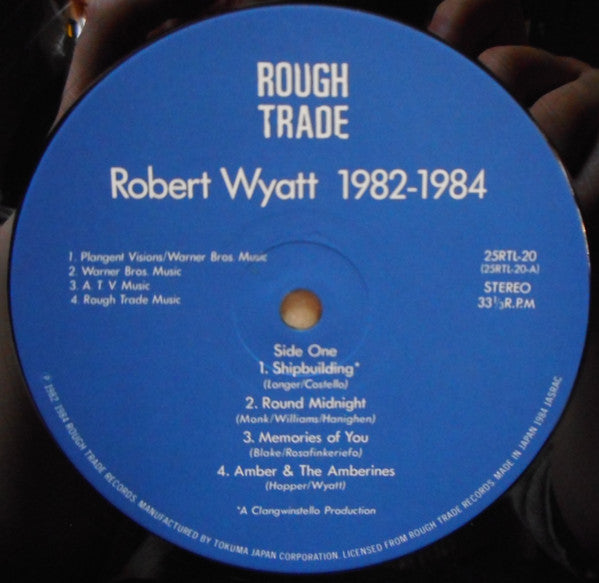 ROUGH
TRADE
Robert Wyatt 1982-1984
1. Plangent Visions/Warner Bros. Music
2. Warner Bros. Music
3. A T V Music
4. Rough Trade Music
25RTL-20
(25RTL-20-A)
STEREO
33 1/3 R.P.M
Side One
1. Shipbuilding*
(Langer/Costello)
2. Round Midnight
(Monk/Williams/Hanighen)
3. Memories of You
(Blake/Rosafinkeriefo)
4. Amber & The Amberines
(Hopper/Wyatt)
*A Clangwinstello Production
℗ 1982 1984 ROUGH TRADE RECORDS. MANUFACTURED BY TOKUMA JAPAN CORPORATION. LICENSED FROM ROUGH TRADE RECORDS. MADE IN JAPAN 1984 JASRAC